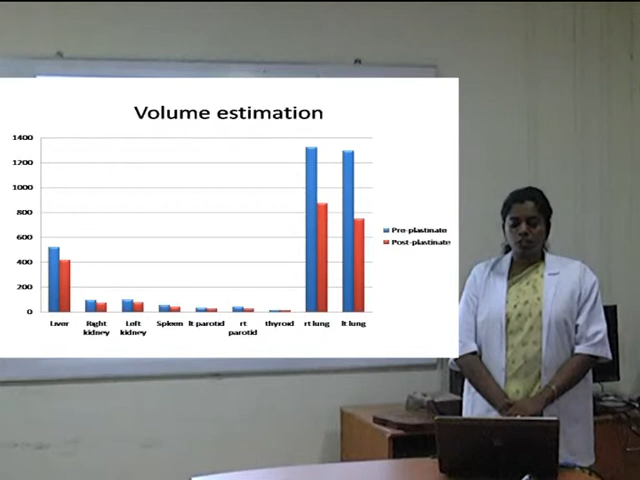 Volume estimation
1400
1200
1000
800
600
400
200
0
Liver
Right kidney
Left kidney
Spleen
lt parotid
rt parotid
thyroid
rt lung
lt lung
Pre-plastinate
Post-plastinate